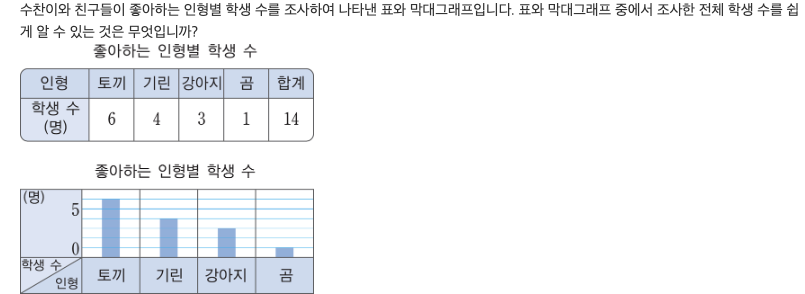 수찬이와 친구들이 좋아하는 인형별 학생 수를 조사하여 나타낸 표와 막대그래프입니다. 표와 막대그래프 중에서 조사한 전체 학생 수를 쉽
게 알 수 있는 것은 무엇입니까?
좋아하는 인형별 학생 수
인형 토끼 기린 강아지 곰 합계
학생 수
(명) 6 4 3 1 14
좋아하는 인형별 학생 수
(명)
5
0
학생 수
인형 토끼 기린 강아지 곰